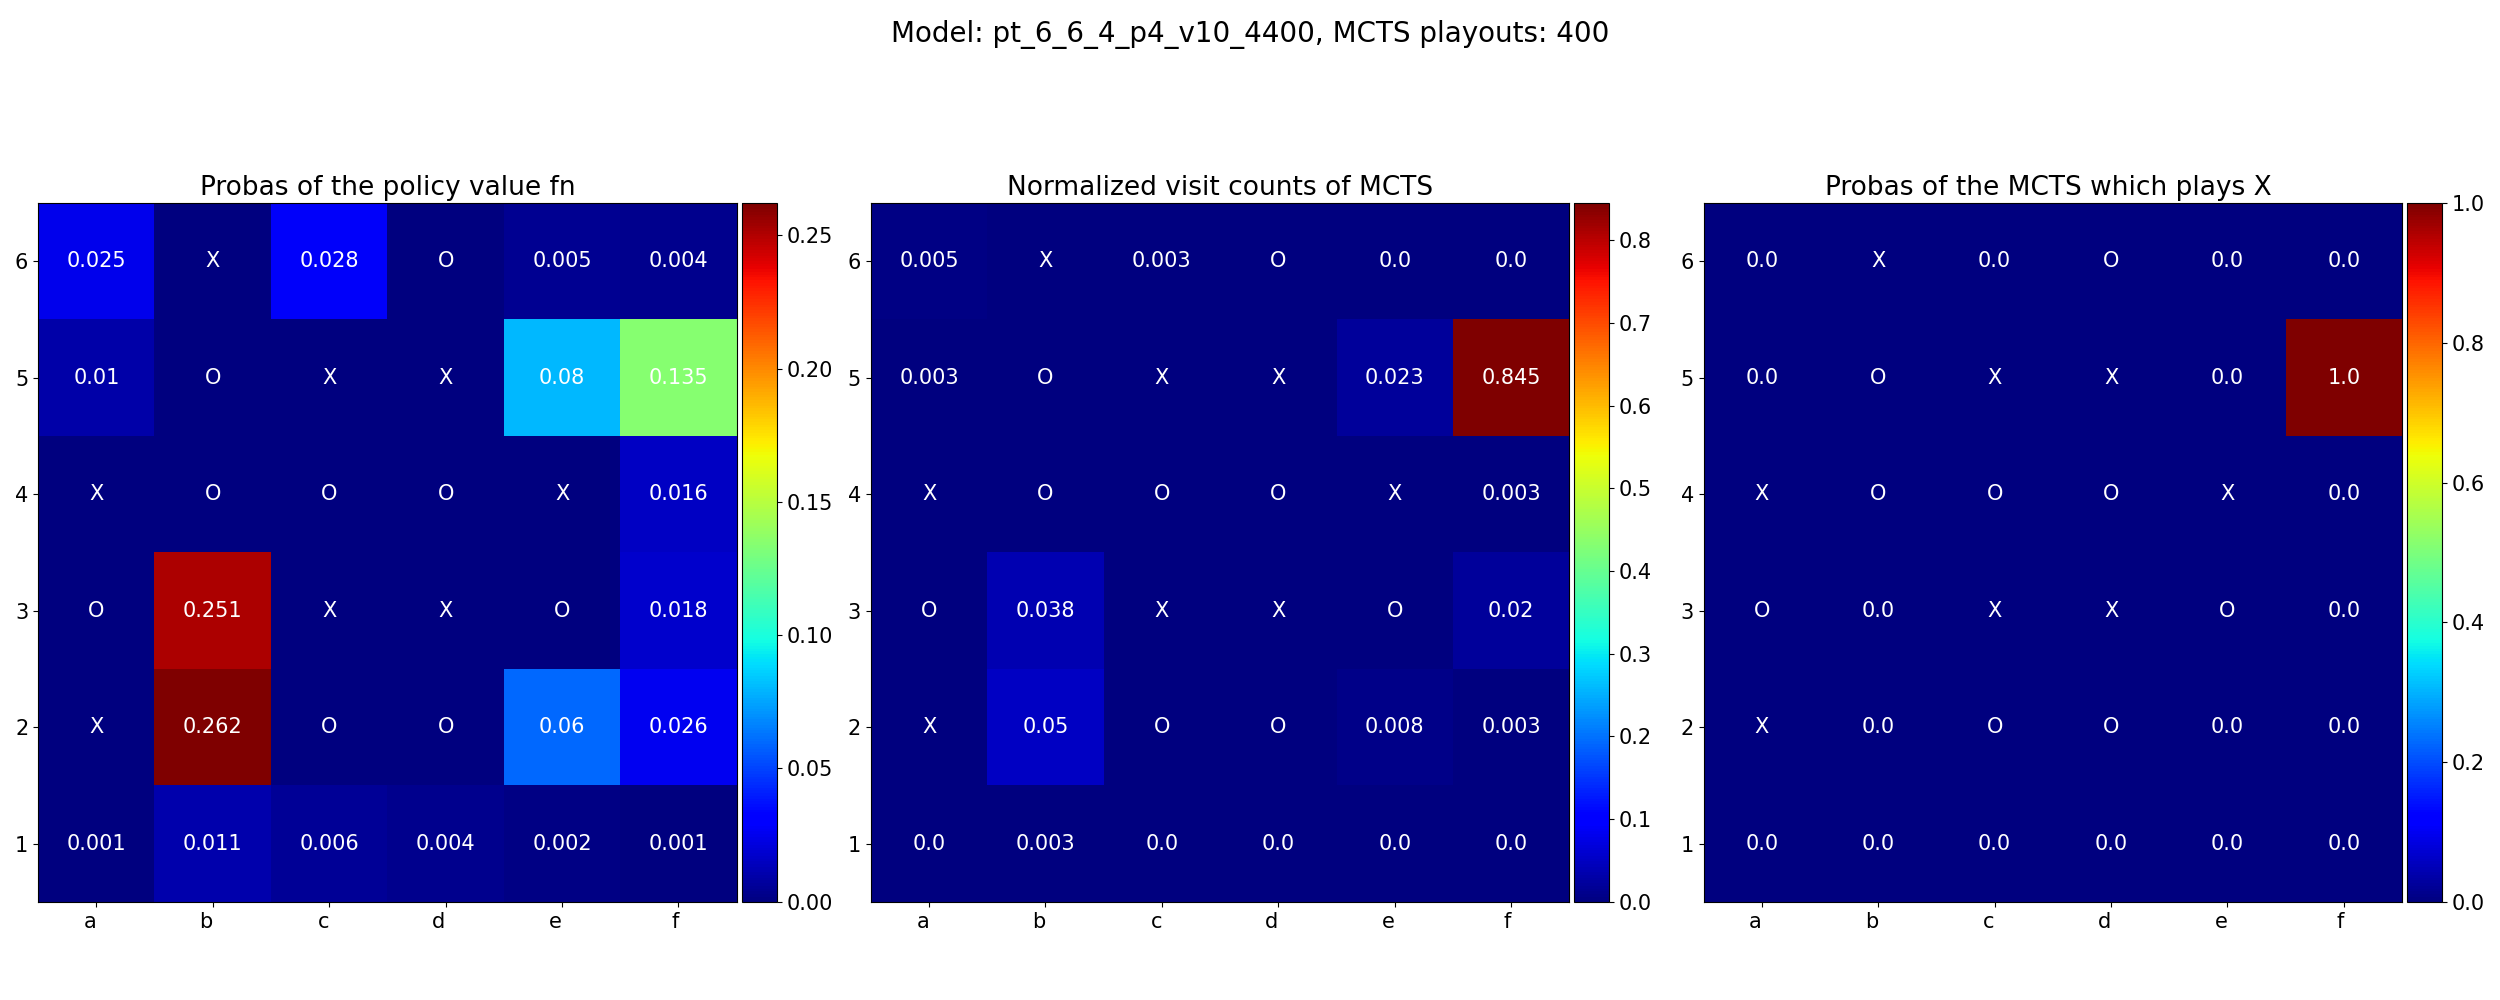 Model: pt_6_6_4_p4_v10_4400, MCTS playouts: 400
Probas of the policy value fn
6 0.025 X 0.028 O 0.005 0.004
5 0.01 O X X 0.08 0.135
4 X O O O X 0.016
3 O 0.251 X X O 0.018
2 X 0.262 O O 0.06 0.026
1 0.001 0.011 0.006 0.004 0.002 0.001
a b c d e f
0.25
0.20
0.15
0.10
0.05
0.00
Normalized visit counts of MCTS
6 0.005 X 0.003 O 0.0 0.0
5 0.003 O X X 0.023 0.845
4 X O O O X 0.003
3 O 0.038 X X O 0.02
2 X 0.05 O O 0.008 0.003
1 0.0 0.003 0.0 0.0 0.0 0.0
a b c d e f
0.8
0.7
0.6
0.5
0.4
0.3
0.2
0.1
0.0
Probas of the MCTS which plays X
6 0.0 X 0.0 O 0.0 0.0
5 0.0 O X X 0.0 1.0
4 X O O O X 0.0
3 O 0.0 X X O 0.0
2 X 0.0 O O 0.0 0.0
1 0.0 0.0 0.0 0.0 0.0 0.0
a b c d e f
1.0
0.8
0.6
0.4
0.2
0.0